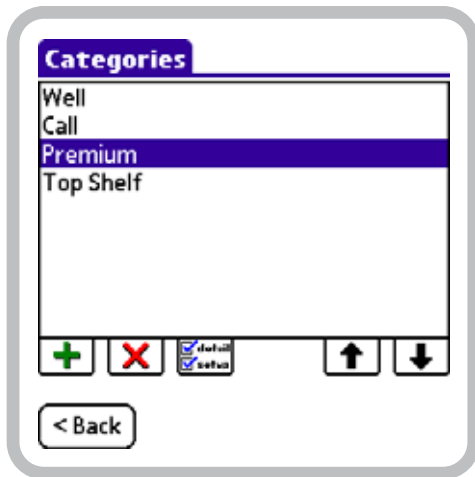 Categories
Well
Call
Premium
Top Shelf
detail
setup
< Back